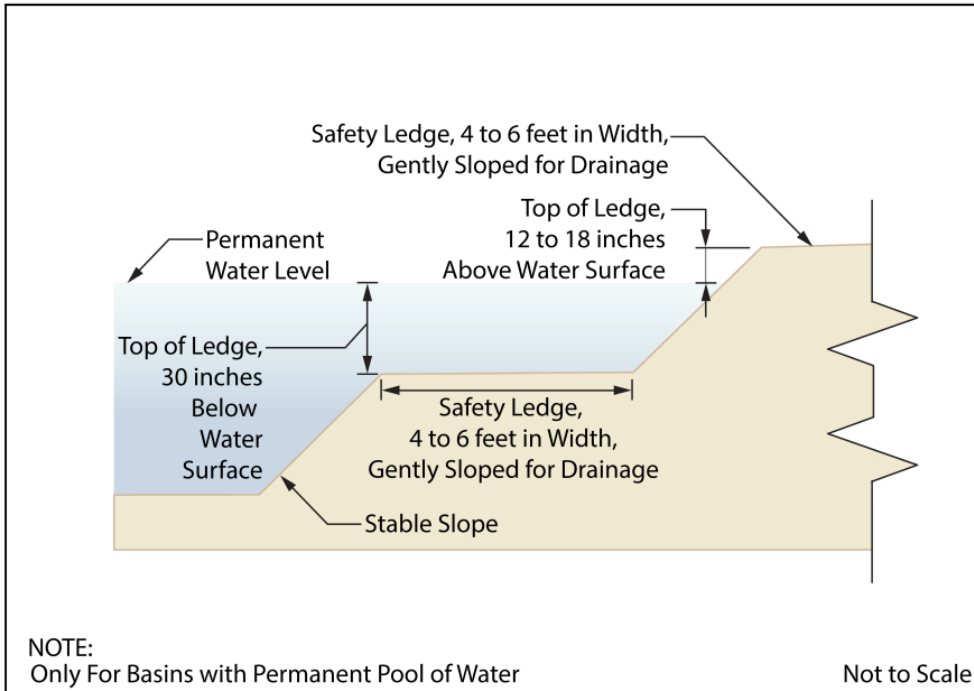 Safety Ledge, 4 to 6 feet in Width,
Gently Sloped for Drainage
Top of Ledge,
12 to 18 inches
Above Water Surface
Permanent
Water Level
Top of Ledge,
30 inches
Below
Water
Surface
Safety Ledge,
4 to 6 feet in Width,
Gently Sloped for Drainage
Stable Slope
NOTE:
Only For Basins with Permanent Pool of Water
Not to Scale